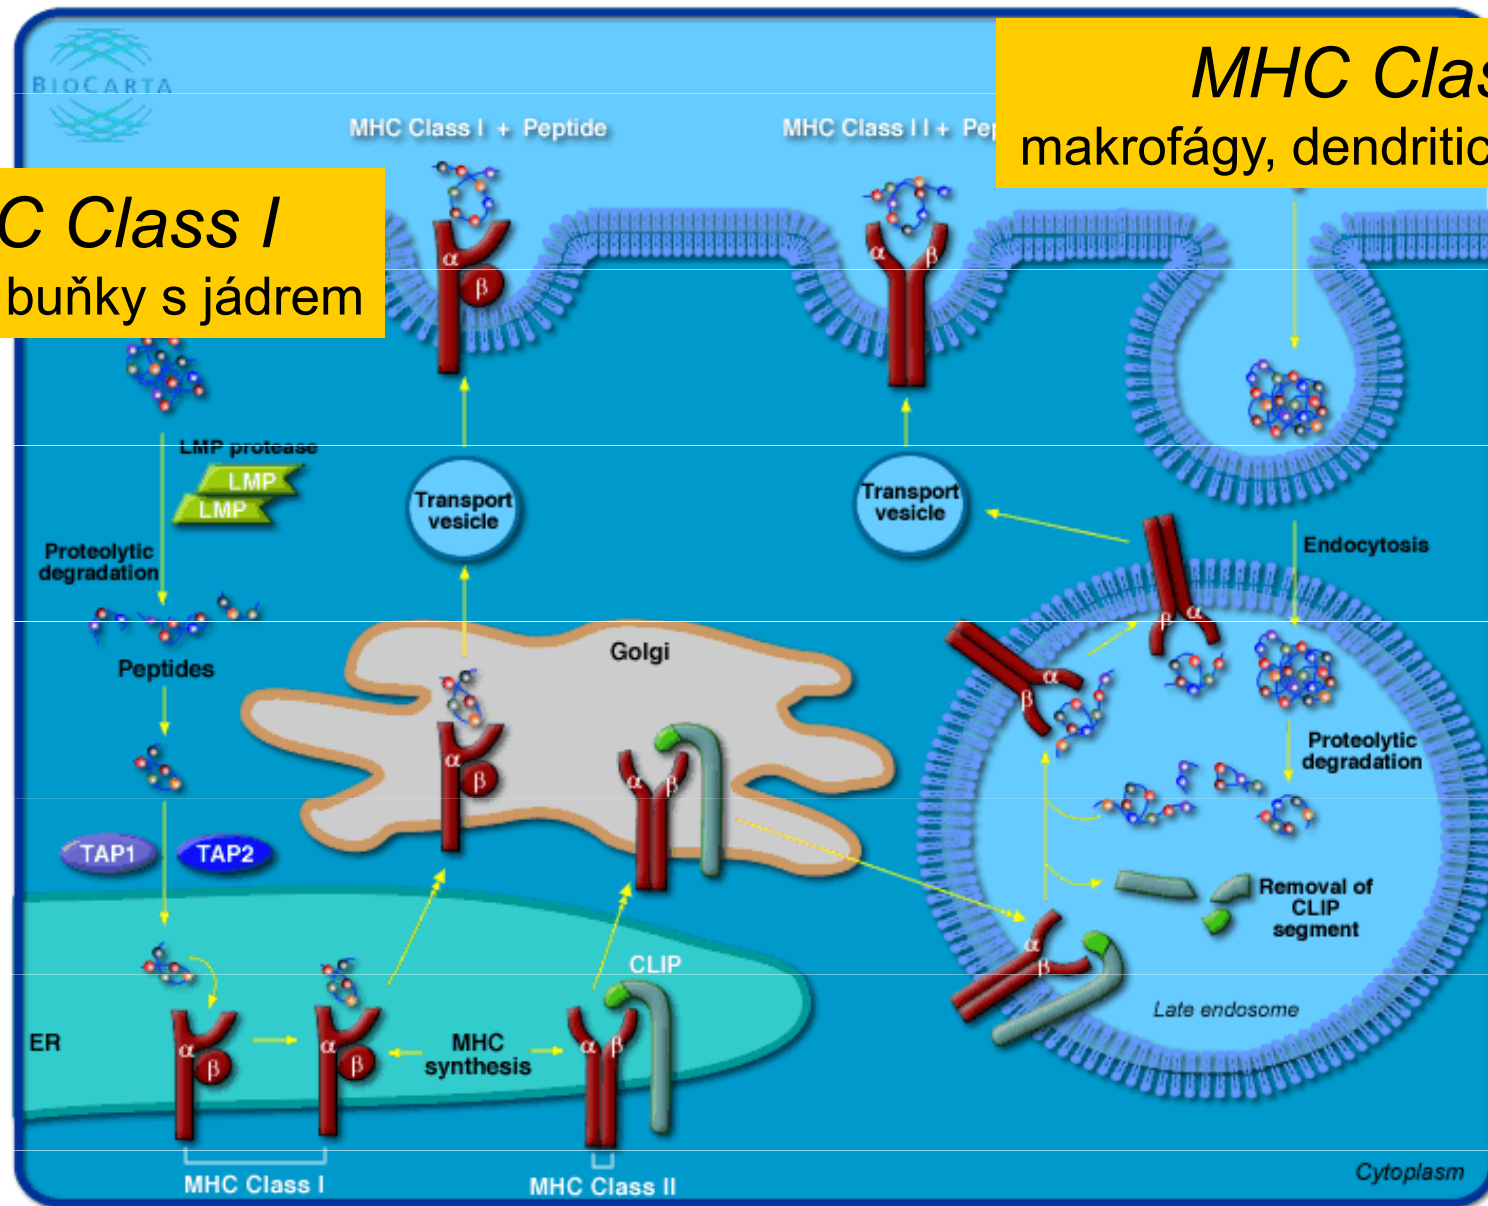 BIOCARTA
MHC Clas
makrofágy, dendritic
MHC Class I + Peptide
MHC Class II + Pep
C Class I
buňky s jádrem
α
β
α
β
LMP protease
LMP
LMP
Transport
vesicle
Transport
vesicle
Proteolytic
degradation
Endocytosis
Peptides
Golgi
β
α
α
β
Proteolytic
degradation
α
β
α
β
TAP1
TAP2
Removal of
CLIP
segment
α
β
CLIP
Late endosome
ER
α
β
α
β
MHC
synthesis
α
β
MHC Class I
MHC Class II
Cytoplasm